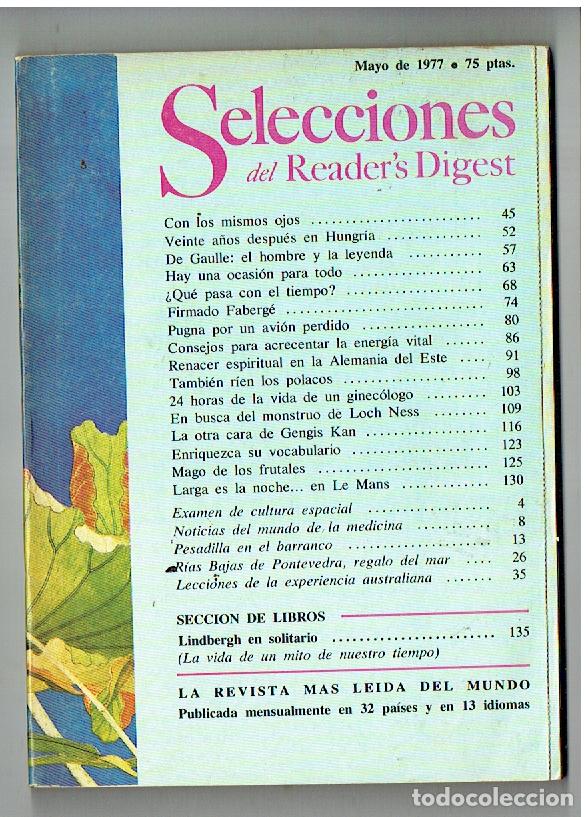 Mayo de 1977 • 75 ptas.
Selecciones
del Reader's Digest
Con los mismos ojos ........................ 45
Veinte años después en Hungría .............. 52
De Gaulle: el hombre y la leyenda ........... 57
Hay una ocasión para todo ................... 63
¿Qué pasa con el tiempo? .................... 68
Firmado Fabergé ............................ 74
Pugna por un avión perdido .................. 80
Consejos para acrecentar la energía vital ...... 86
Renacer espiritual en la Alemania del Este .... 91
También ríen los polacos .................... 98
24 horas de la vida de un ginecólogo ......... 103
En busca del monstruo de Loch Ness ........ 109
La otra cara de Gengis Kan ................. 116
Enriquezca su vocabulario ................... 123
Mago de los frutales ........................ 125
Larga es la noche... en Le Mans ............ 130
Examen de cultura espacial .................. 4
Noticias del mundo de la medicina ........... 8
Pesadilla en el barranco ..................... 13
Rías Bajas de Pontevedra, regalo del mar .... 26
Lecciones de la experiencia australiana ....... 35
SECCION DE LIBROS
Lindbergh en solitario ....................... 135
(La vida de un mito de nuestro tiempo)
LA REVISTA MAS LEIDA DEL MUNDO
Publicada mensualmente en 32 países y en 13 idiomas
todocoleccion